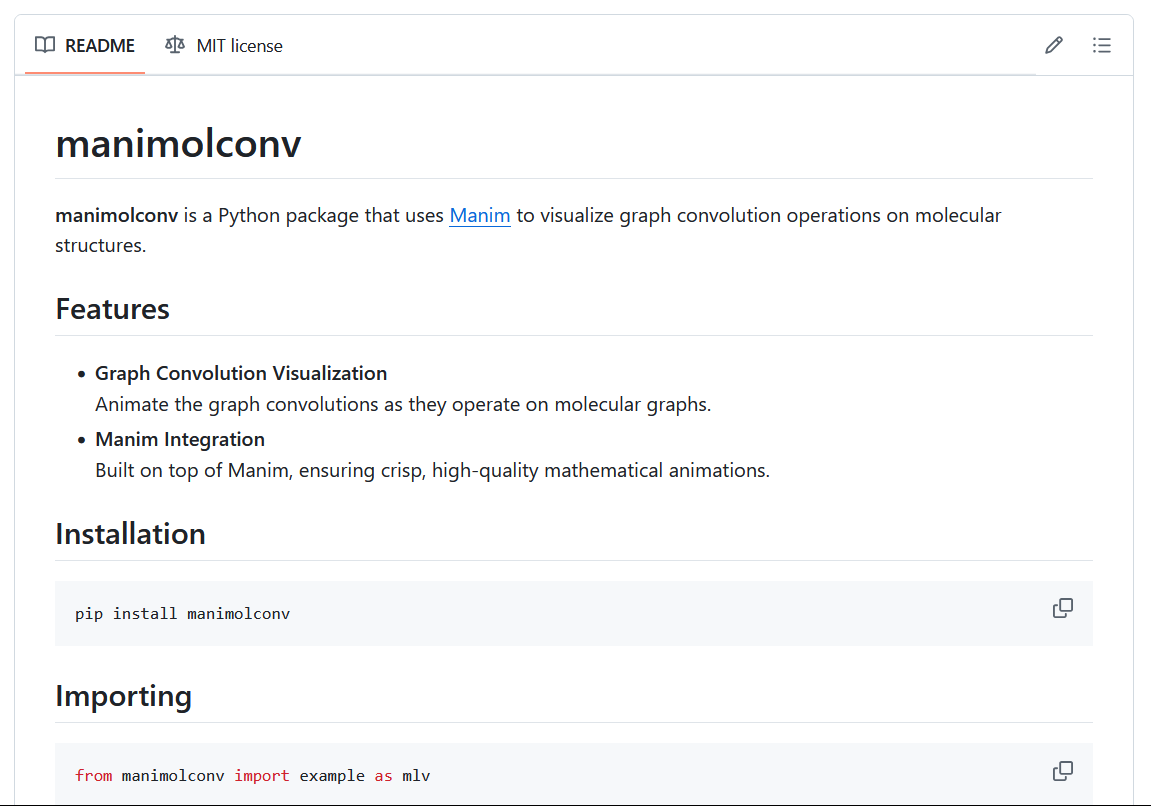 README MIT license
manimolconv
manimolconv is a Python package that uses Manim to visualize graph convolution operations on molecular
structures.
Features
Graph Convolution Visualization
Animate the graph convolutions as they operate on molecular graphs.
Manim Integration
Built on top of Manim, ensuring crisp, high-quality mathematical animations.
Installation
pip install manimolconv
Importing
from manimolconv import example as mlv